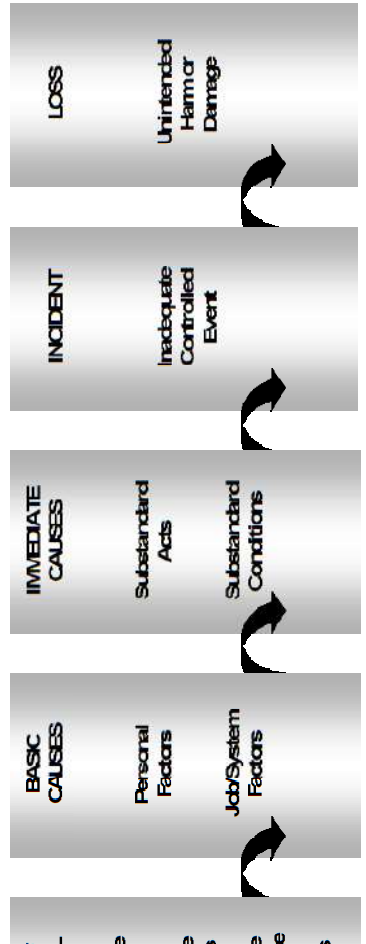 BASIC
CAUSES
Personal
Factors
Job/System
Factors
IMMEDIATE
CAUSES
Substandard
Acts
Substandard
Conditions
INCIDENT
Inadequate
Controlled
Event
LOSS
Unintended
Harm or
Damage